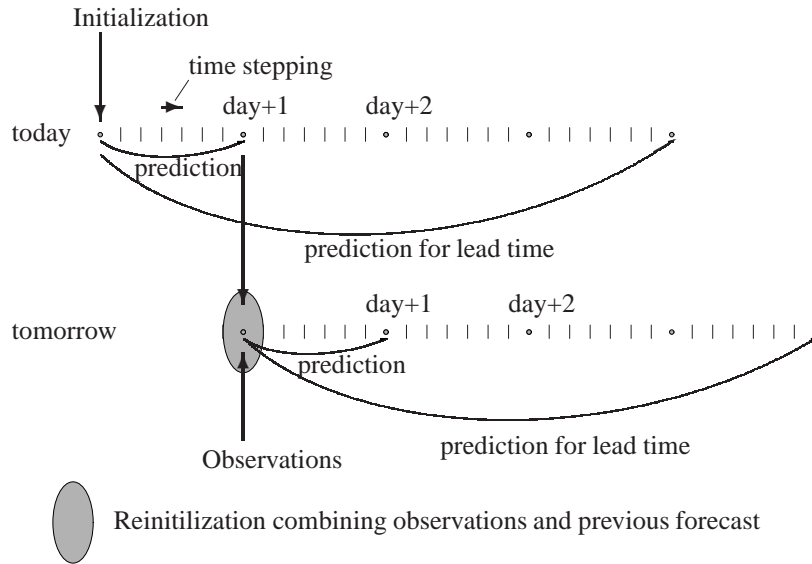 Initialization
time stepping
day+1 day+2
today
prediction
prediction for lead time
day+1 day+2
tomorrow
prediction
prediction for lead time
Observations
Reinitilization combining observations and previous forecast